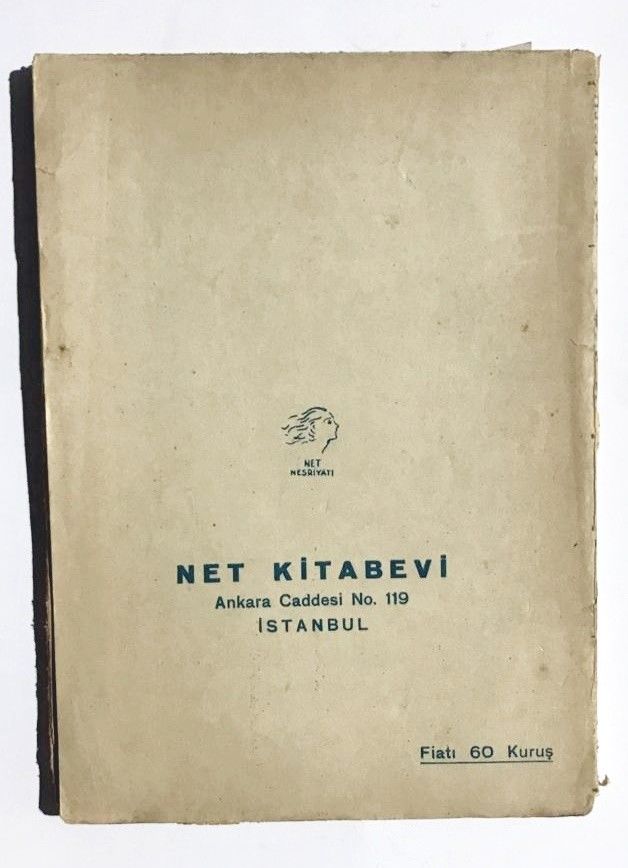 NET
NEŞRİYATI
NET KİTABEVİ
Ankara Caddesi No. 119
İSTANBUL
Fiatı 60 Kuruş